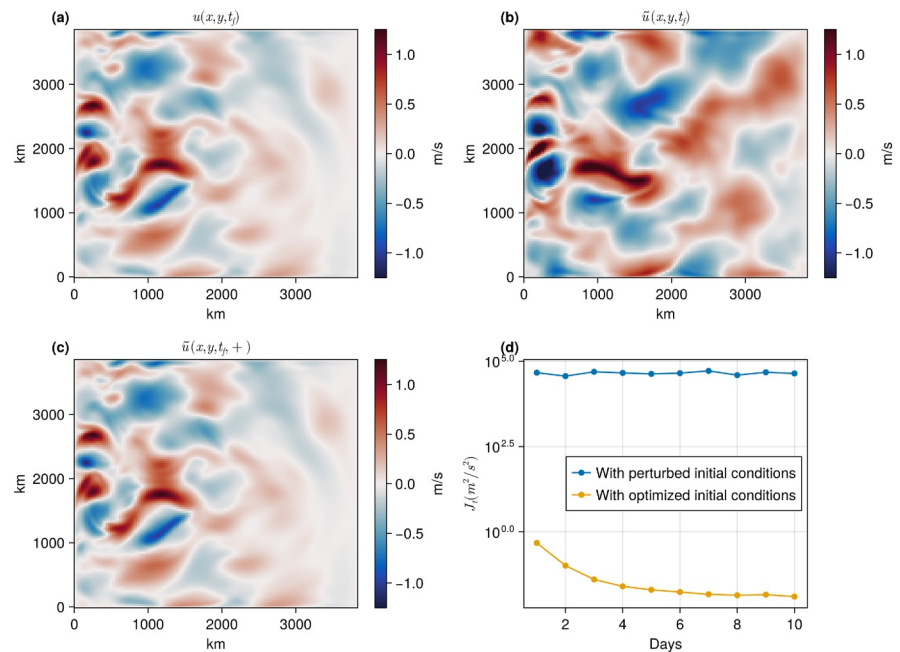 (a) u(x,y,t_f)
3000
2000
1000
0
km
0 1000 2000 3000
km
1.0
0.5
0.0
−0.5
−1.0
m/s
(b) ũ(x,y,t_f)
3000
2000
1000
0
km
0 1000 2000 3000
km
1.0
0.5
0.0
−0.5
−1.0
m/s
(c) ũ(x,y,t_f,+)
3000
2000
1000
0
km
0 1000 2000 3000
km
1.0
0.5
0.0
−0.5
−1.0
m/s
(d)
10^5.0
10^2.5
10^0.0
With perturbed initial conditions
With optimized initial conditions
2 4 6 8 10
Days